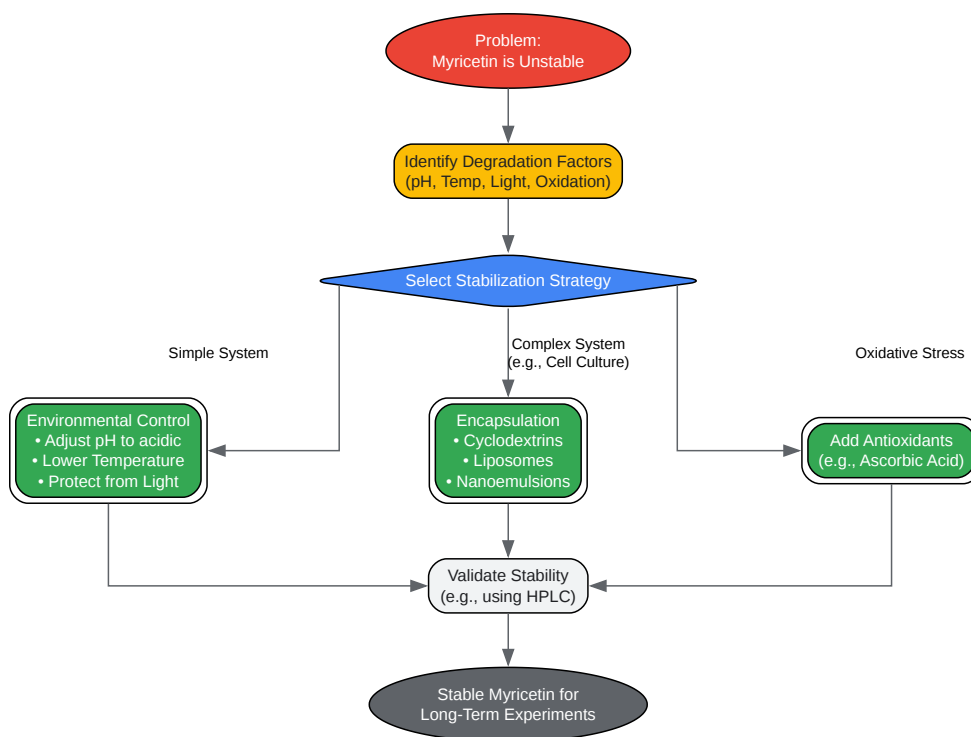 Problem:
Myricetin is Unstable
Identify Degradation Factors
(pH, Temp, Light, Oxidation)
Select Stabilization Strategy
Simple System
Complex System
(e.g., Cell Culture)
Oxidative Stress
Environmental Control
• Adjust pH to acidic
• Lower Temperature
• Protect from Light
Encapsulation
• Cyclodextrins
• Liposomes
• Nanoemulsions
Add Antioxidants
(e.g., Ascorbic Acid)
Validate Stability
(e.g., using HPLC)
Stable Myricetin for
Long-Term Experiments